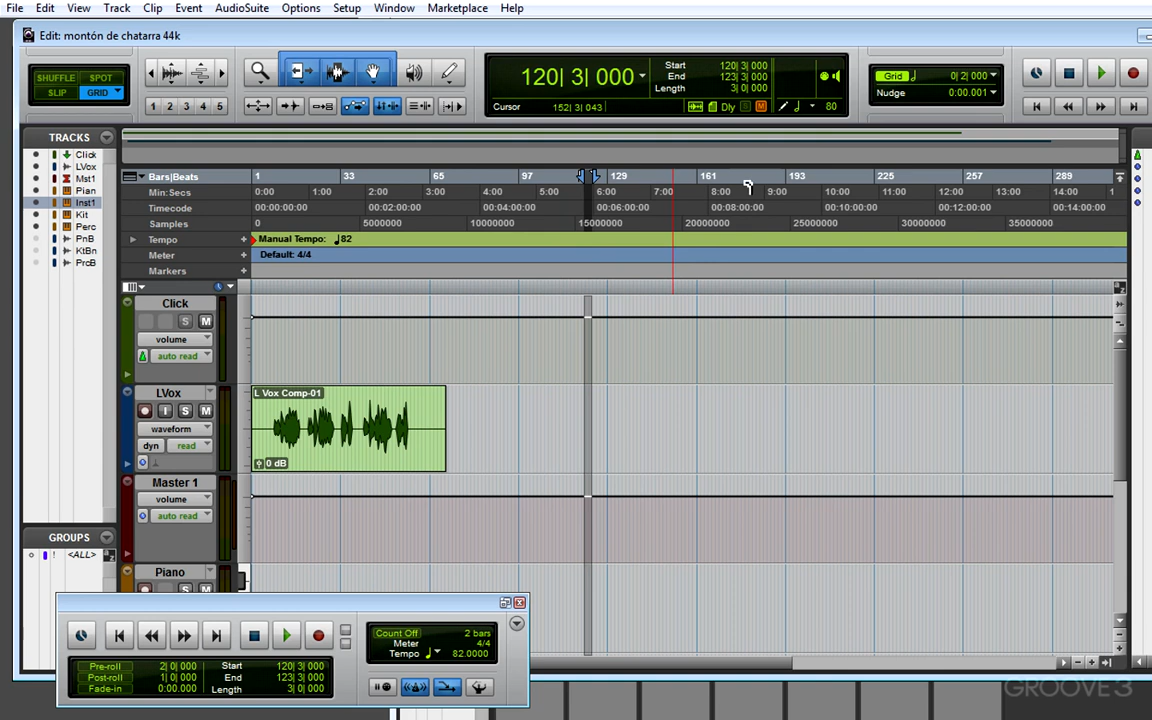 File Edit View Track Clip Event AudioSuite Options Setup Window Marketplace Help
Edit: montón de chatarra 44k
SHUFFLE SPOT
SLIP GRID
1 2 3 4 5
120| 3| 000
Start 120| 3| 000
End 123| 3| 000
Length 3| 0| 000
Cursor 152| 3| 043
Dly S M 80
Grid 0| 2| 000
Nudge 0:00.001
TRACKS
Click
LVox
Mst1
Pian
Inst1
Kit
Perc
PnB
KtBn
PrcB
Bars|Beats 1 33 65 97 129 161 193 225 257 289
Min:Secs 0:00 1:00 2:00 3:00 4:00 5:00 6:00 7:00 8:00 9:00 10:00 11:00 12:00 13:00 14:00 1
Timecode 00:00:00:00 00:02:00:00 00:04:00:00 00:06:00:00 00:08:00:00 00:10:00:00 00:12:00:00 00:14:00:00
Samples 0 5000000 10000000 15000000 20000000 25000000 30000000 35000000
Tempo + Manual Tempo: ♩82
Meter + Default: 4/4
Markers +
Click
S M
volume
auto read
LVox
I S M
waveform
dyn read
L Vox Comp-01
0 dB
Master 1
volume
auto read
Piano
S M
GROUPS
! <ALL>
Count Off 2 bars
Meter 4/4
Tempo 82.0000
Pre-roll 2| 0| 000 Start 120| 3| 000
Post-roll 1| 0| 000 End 123| 3| 000
Fade-in 0:00.000 Length 3| 0| 000
GROOVE3